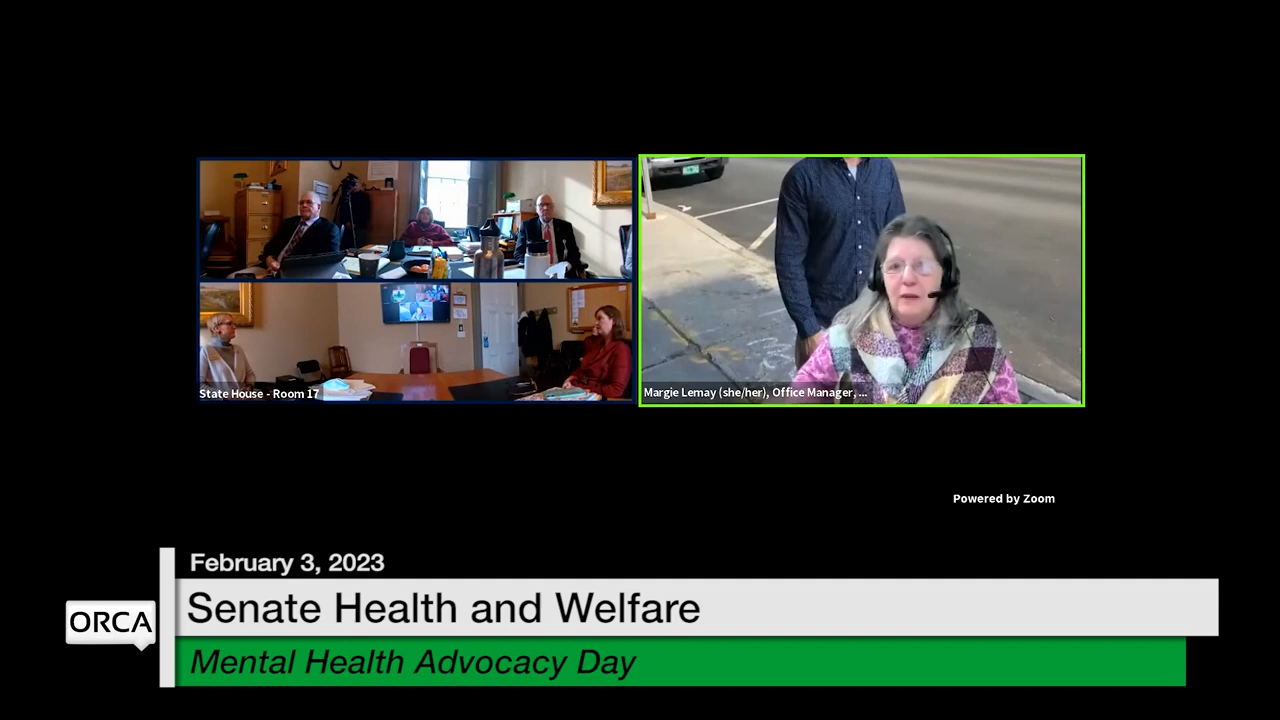 State House - Room 17
Margie Lemay (she/her), Office Manager, ...
Powered by Zoom
February 3, 2023
Senate Health and Welfare
ORCA
Mental Health Advocacy Day